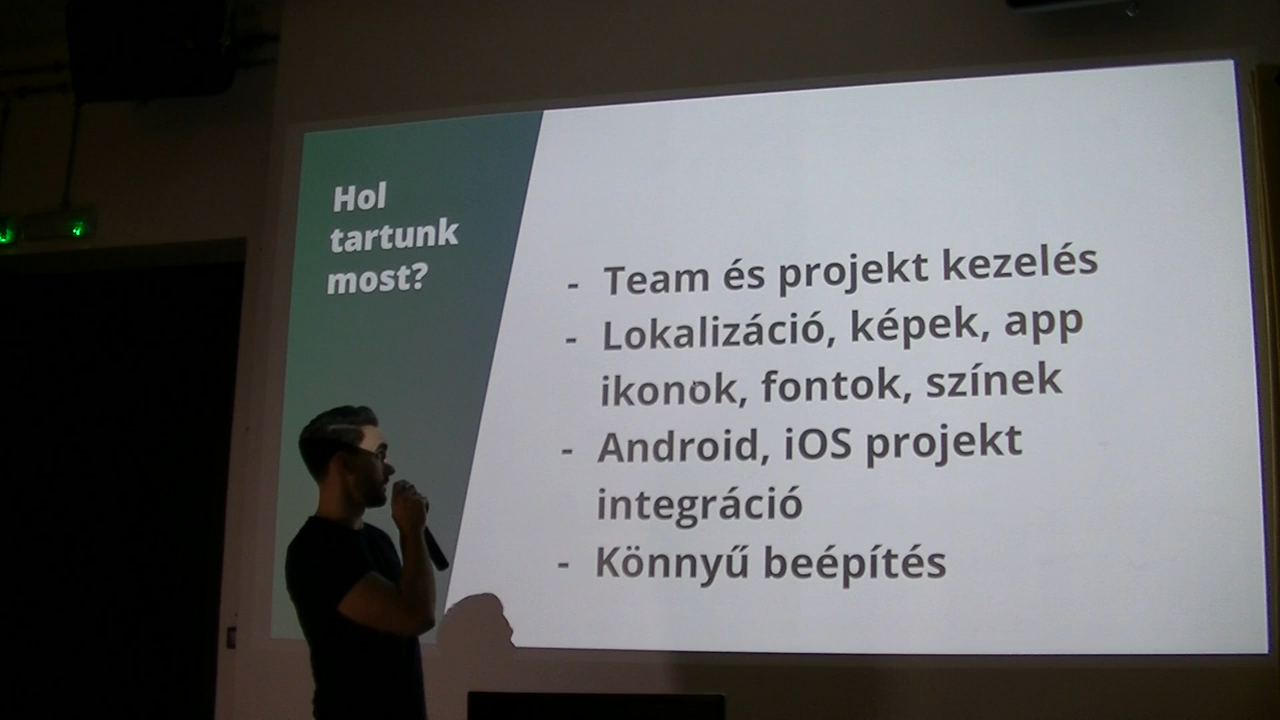 Hol
tartunk
most?
- Team és projekt kezelés
- Lokalizáció, képek, app
ikonok, fontok, színek
- Android, iOS projekt
integráció
- Könnyű beépítés